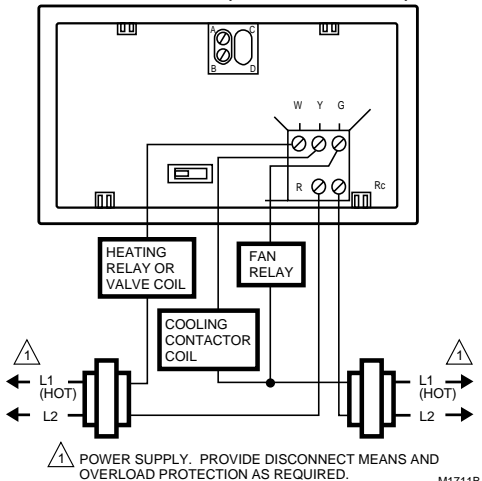 A C
B D
W Y G
R Rc
HEATING
RELAY OR
VALVE COIL
FAN
RELAY
COOLING
CONTACTOR
COIL
1
L1
(HOT)
L2
1
L1
(HOT)
L2
1 POWER SUPPLY. PROVIDE DISCONNECT MEANS AND
OVERLOAD PROTECTION AS REQUIRED.